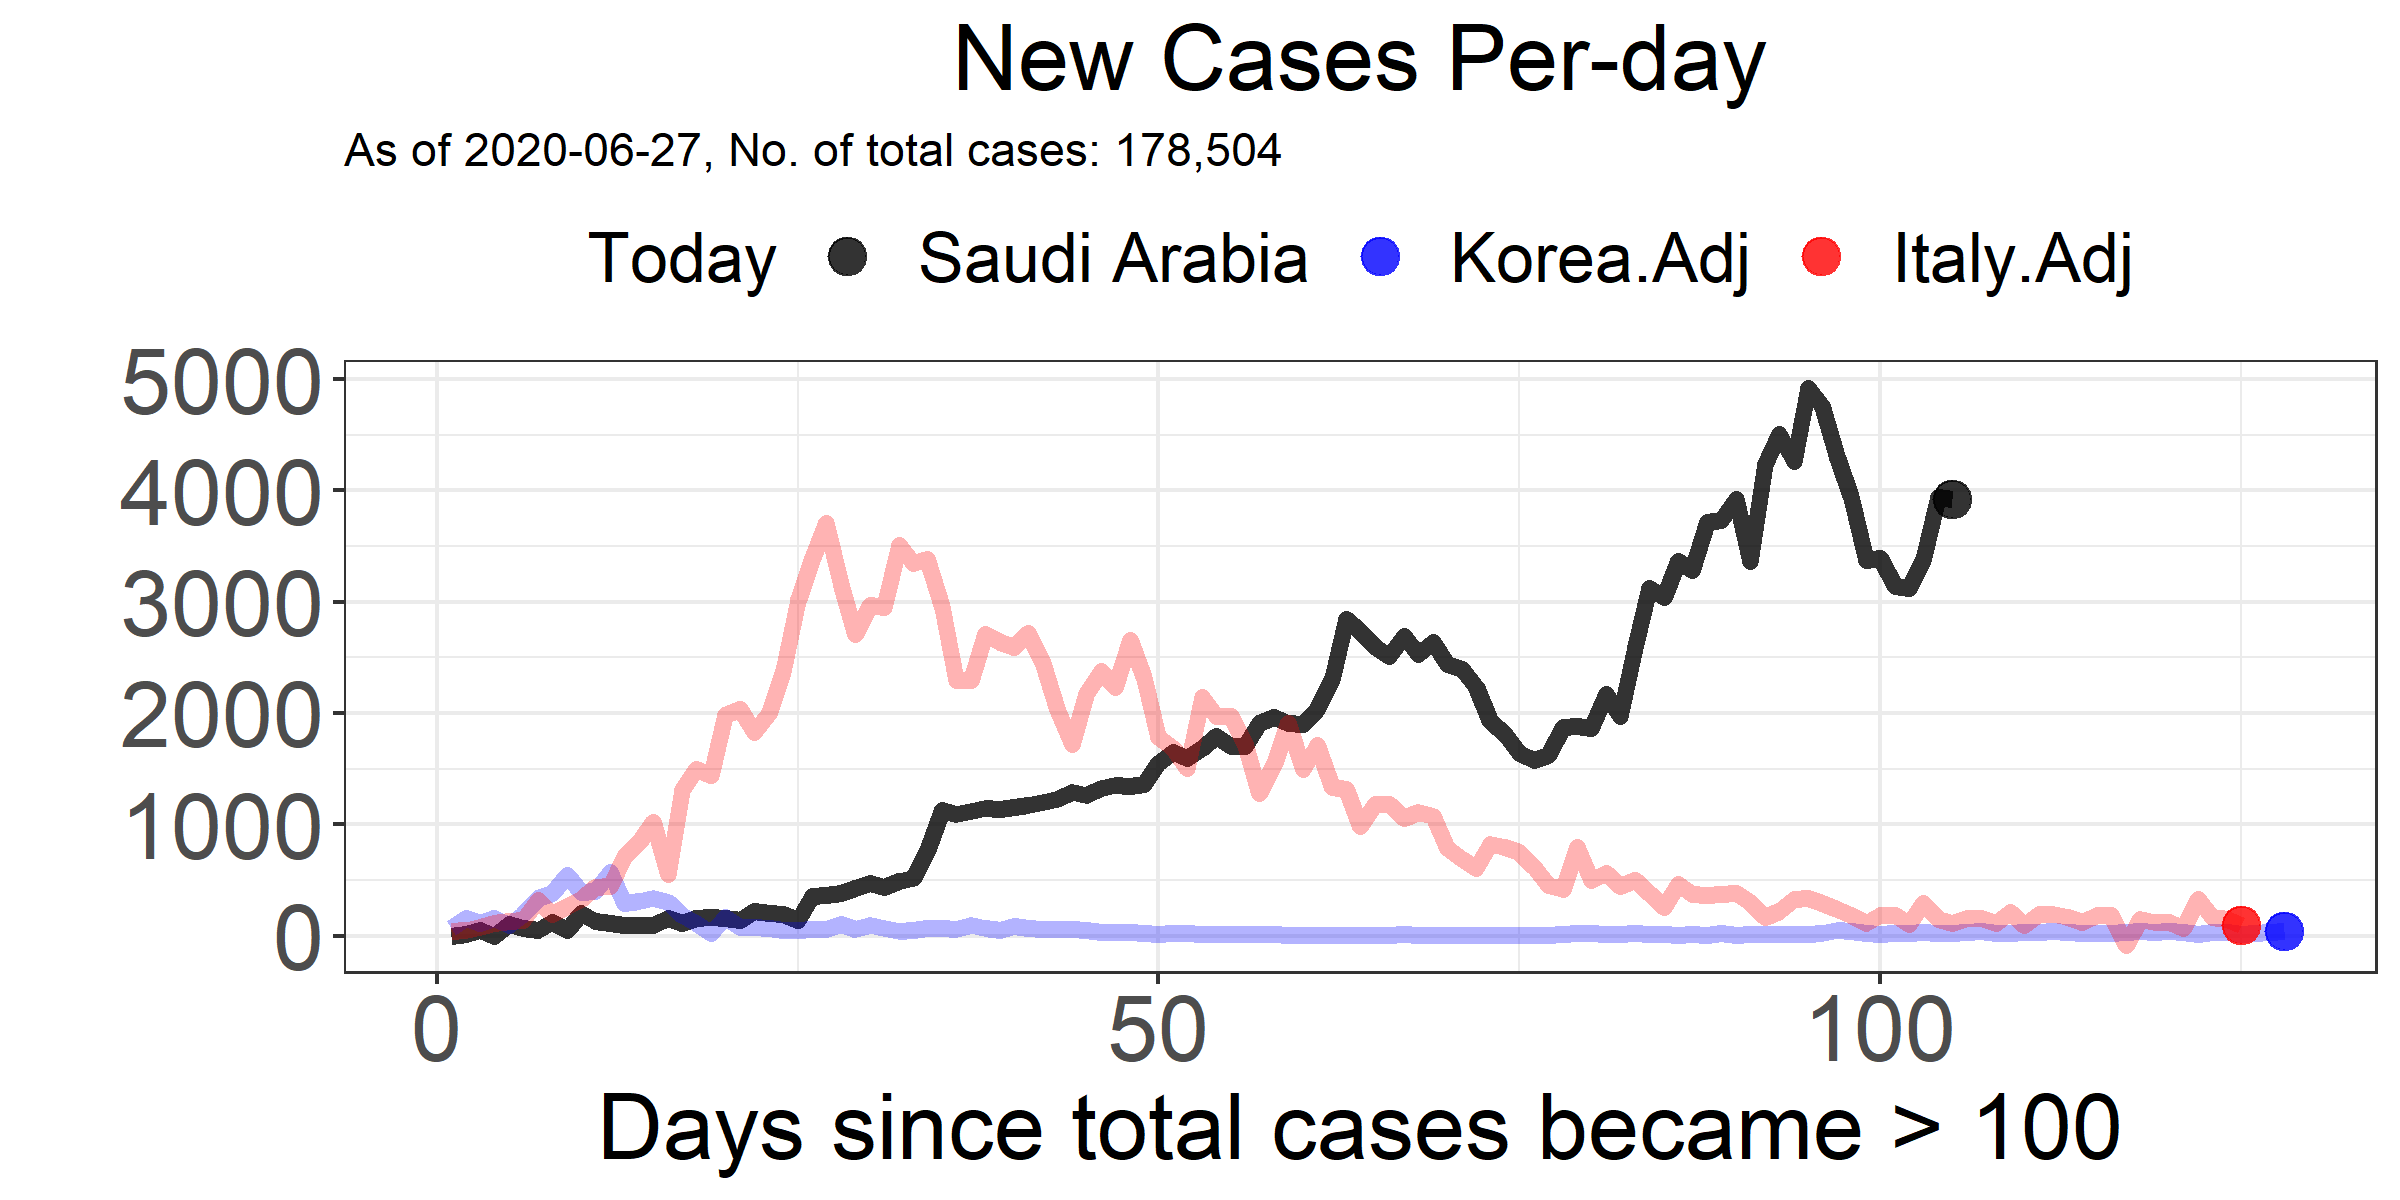 New Cases Per-day
As of 2020-06-27, No. of total cases: 178,504
Today Saudi Arabia Korea.Adj Italy.Adj
5000
4000
3000
2000
1000
0
0 50 100
Days since total cases became > 100